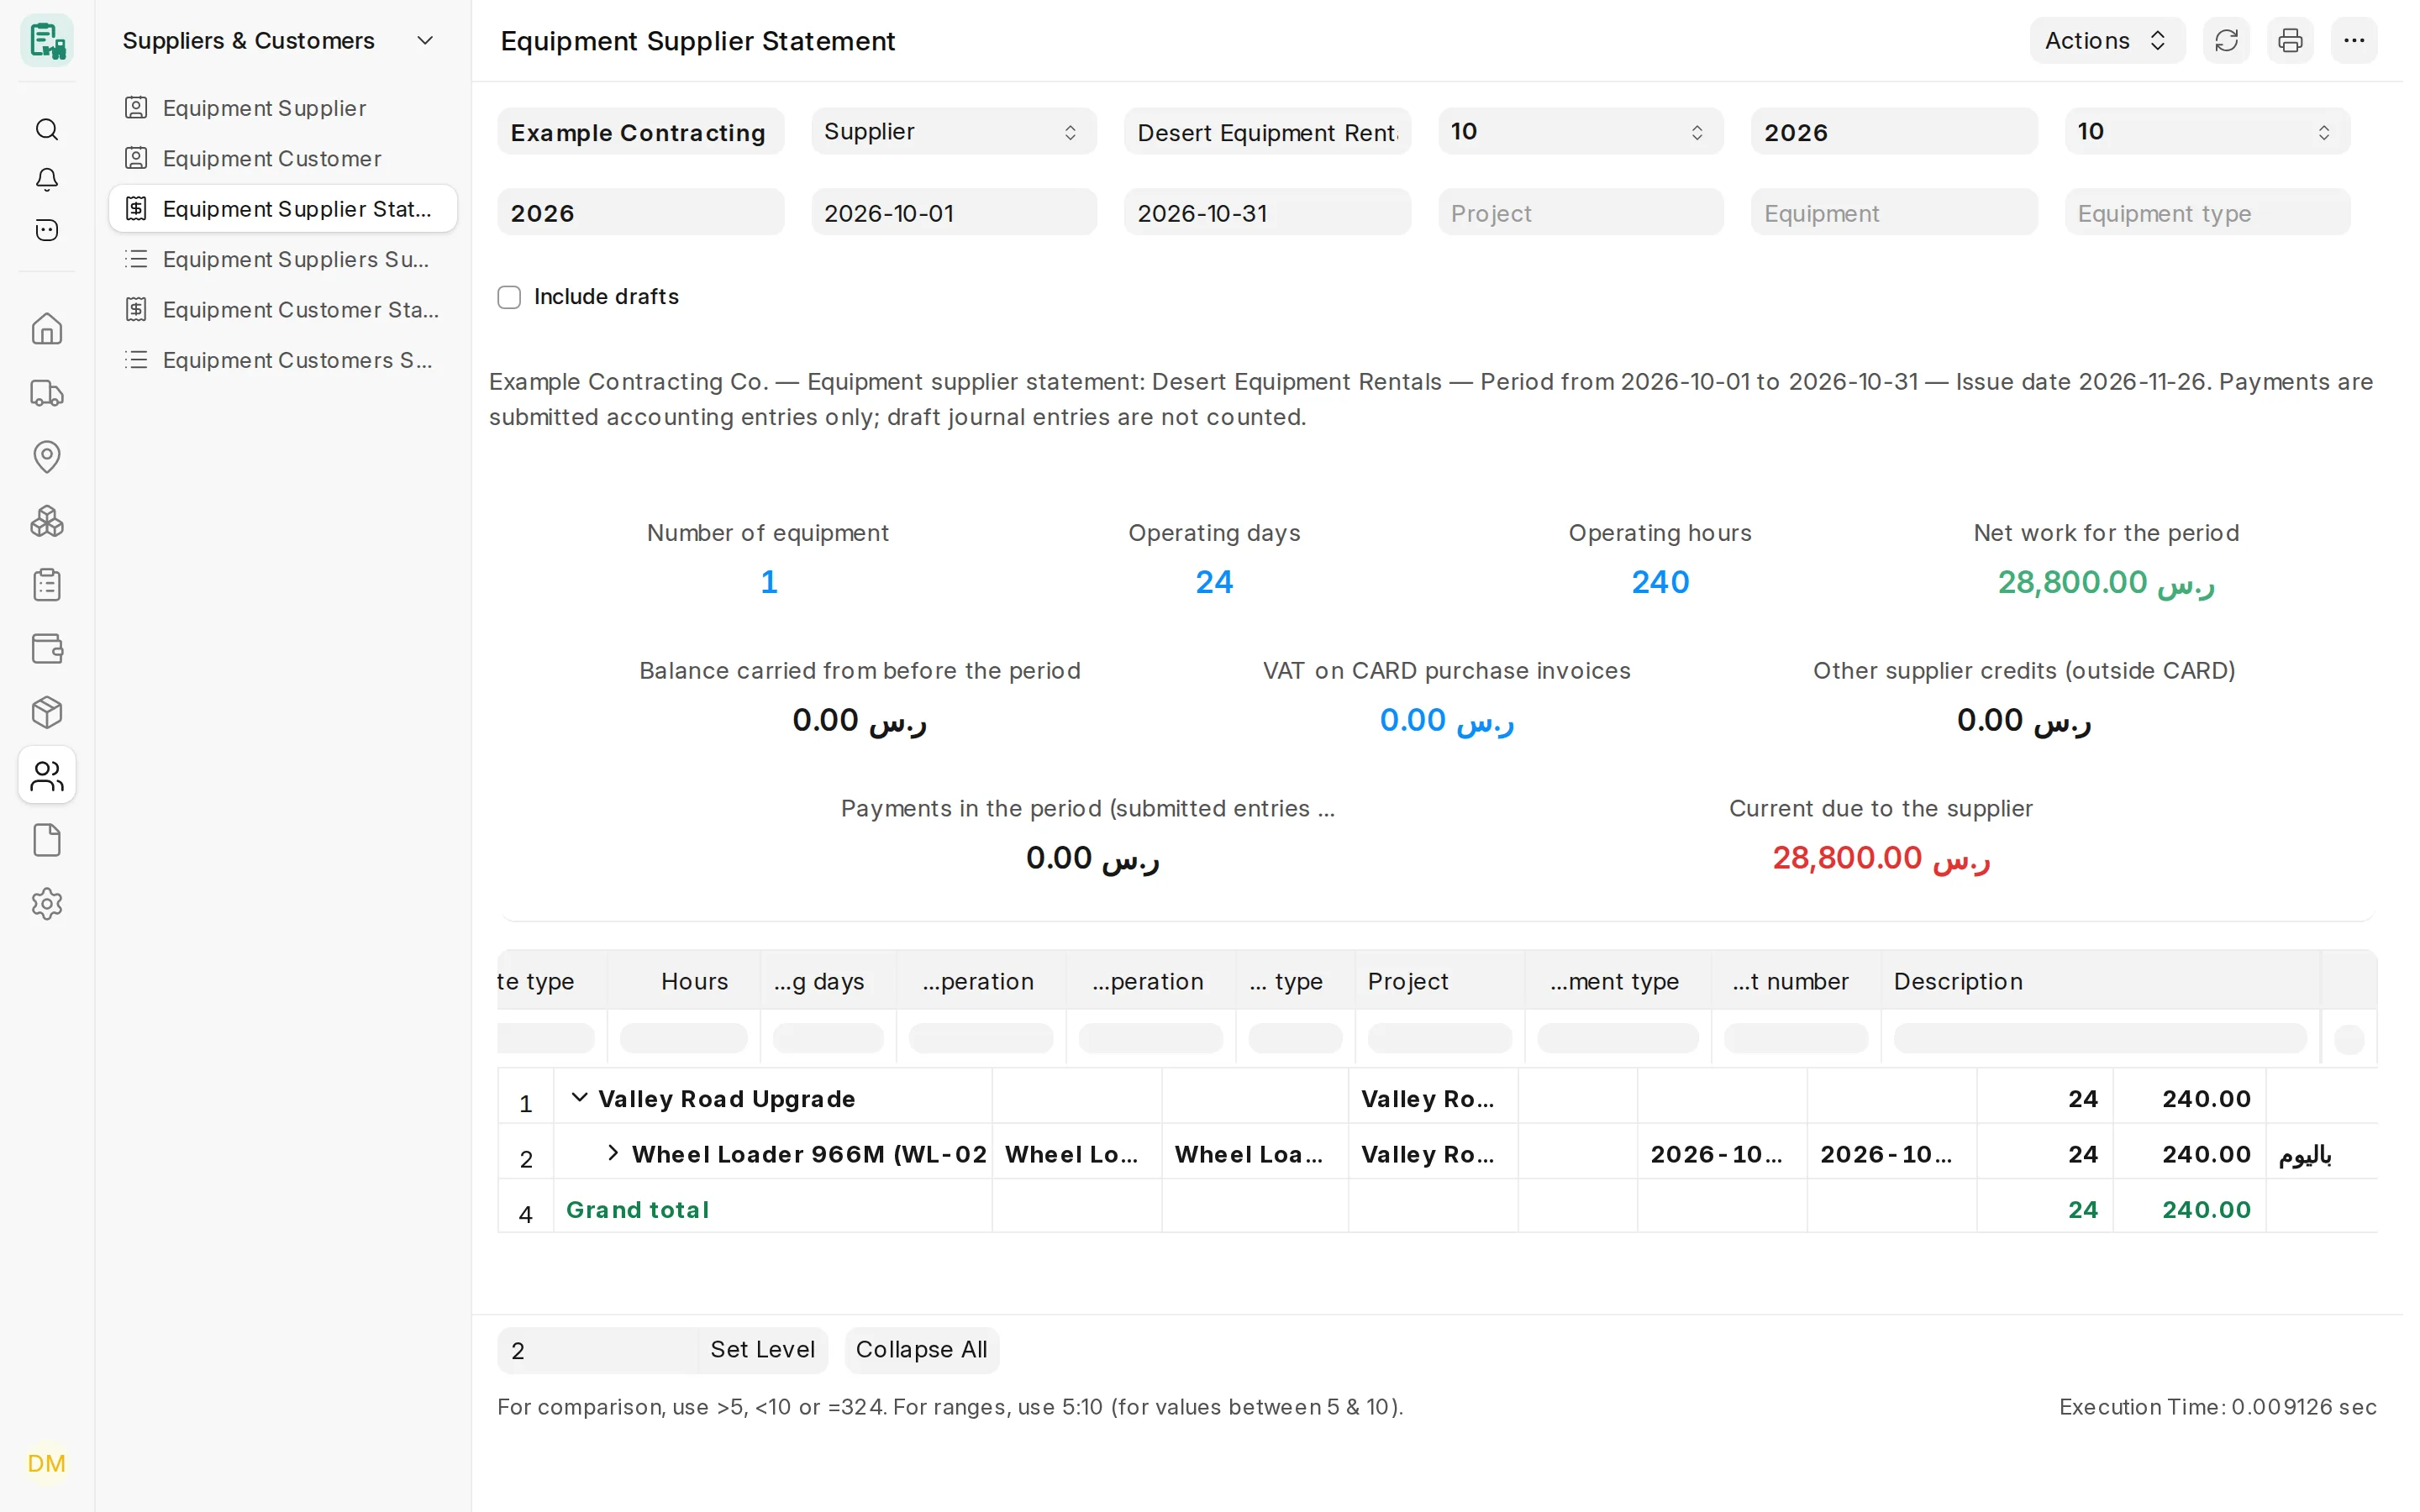 Suppliers & Customers
Equipment Supplier
Equipment Customer
Equipment Supplier Stat...
Equipment Suppliers Su...
Equipment Customer Sta...
Equipment Customers S...
DM
Equipment Supplier Statement
Actions
Example Contracting
Supplier
Desert Equipment Rent
10
2026
10
2026
2026-10-01
2026-10-31
Project
Equipment
Equipment type
Include drafts
Example Contracting Co. — Equipment supplier statement: Desert Equipment Rentals — Period from 2026-10-01 to 2026-10-31 — Issue date 2026-11-26. Payments are
submitted accounting entries only; draft journal entries are not counted.
Number of equipment
1
Operating days
24
Operating hours
240
Net work for the period
28,800.00 ر.س
Balance carried from before the period
0.00 ر.س
VAT on CARD purchase invoices
0.00 ر.س
Other supplier credits (outside CARD)
0.00 ر.س
Payments in the period (submitted entries ...
0.00 ر.س
Current due to the supplier
28,800.00 ر.س
te type Hours ...g days ...peration ...peration ... type Project ...ment type ...t number Description
1 Valley Road Upgrade Valley Ro... 24 240.00
2 Wheel Loader 966M (WL-02 Wheel Lo... Wheel Loa... Valley Ro... 2026-10... 2026-10... 24 240.00 باليوم
4 Grand total 24 240.00
2 Set Level Collapse All
For comparison, use >5, <10 or =324. For ranges, use 5:10 (for values between 5 & 10).
Execution Time: 0.009126 sec